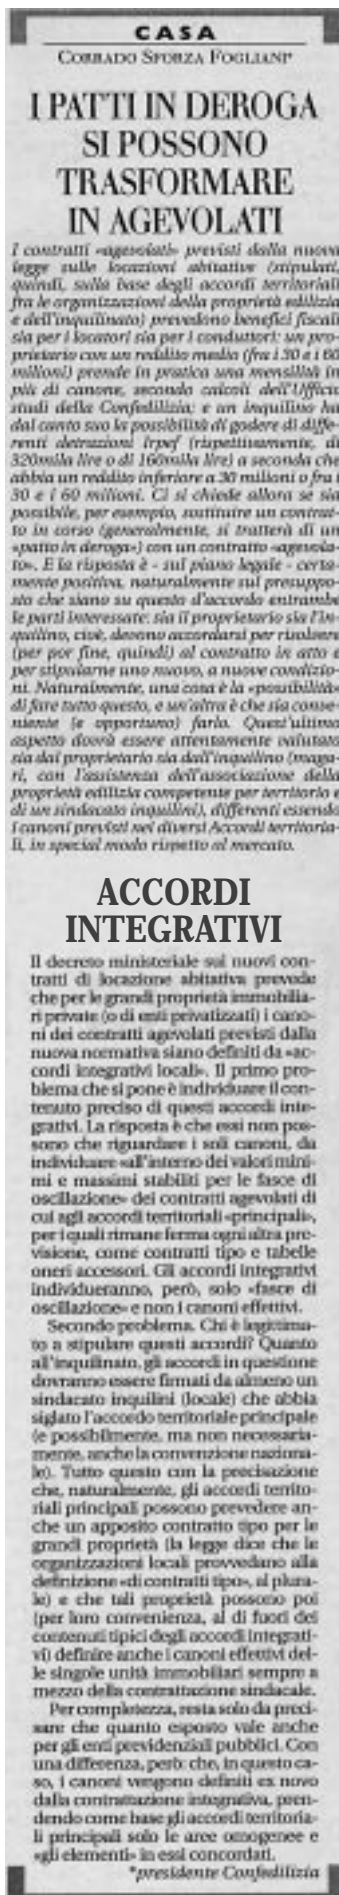 CASA
CORRADO SFORZA FOGLIANI*
I PATTI IN DEROGA
SI POSSONO
TRASFORMARE
IN AGEVOLATI
I contratti «agevolati» previsti dalla nuova
legge sulle locazioni abitative (stipulati,
quindi, sulla base degli accordi territoriali
fra le organizzazioni della proprietà edilizia
e dell'inquilinato) prevedono benefici fiscali
sia per i locatori sia per i conduttori: un pro-
prietario con un reddito medio (fra i 30 e i 60
milioni) prende in pratica una mensilità in
più di canone, secondo calcoli dell'Ufficio
studi della Confedilizia; e un inquilino ha
dal canto suo la possibilità di godere di diffe-
renti detrazioni Irpef (rispettivamente, di
320mila lire o di 160mila lire) a seconda che
abbia un reddito inferiore a 30 milioni o fra i
30 e i 60 milioni. Ci si chiede allora se sia
possibile, per esempio, sostituire un contrat-
to in corso (generalmente, si tratterà di un
«patto in deroga») con un contratto «agevola-
to». E la risposta è - sul piano legale - certa-
mente positiva, naturalmente sul presuppo-
sto che siano su questo d'accordo entrambe
le parti interessate: sia il proprietario sia l'in-
quilino, cioè, devono accordarsi per risolvere
(per por fine, quindi) al contratto in atto e
per stipularne uno nuovo, a nuove condizio-
ni. Naturalmente, una cosa è la «possibilità»
di fare tutto questo, e un'altra è che sia conve-
niente (e opportuno) farlo. Quest'ultimo
aspetto dovrà essere attentamente valutato
sia dal proprietario sia dall'inquilino (maga-
ri, con l'assistenza dell'associazione della
proprietà edilizia competente per territorio e
di un sindacato inquilini), differenti essendo
i canoni previsti nei diversi Accordi territoria-
li, in special modo rispetto al mercato.
ACCORDI
INTEGRATIVI
Il decreto ministeriale sui nuovi con-
tratti di locazione abitativa prevede
che per le grandi proprietà immobilia-
ri private (o di enti privatizzati) i cano-
ni dei contratti agevolati previsti dalla
nuova normativa siano definiti da «ac-
cordi integrativi locali». Il primo pro-
blema che si pone è individuare il con-
tenuto preciso di questi accordi inte-
grativi. La risposta è che essi non pos-
sono che riguardare i soli canoni, da
individuare «all'interno dei valori mini-
mi e massimi stabiliti per le fasce di
oscillazione» dei contratti agevolati di
cui agli accordi territoriali «principali»,
per i quali rimane ferma ogni altra pre-
visione, come contratti tipo e tabelle
oneri accessori. Gli accordi integrativi
individueranno, però, solo «fasce di
oscillazione» e non i canoni effettivi.
Secondo problema. Chi è legittima-
to a stipulare questi accordi? Quanto
all'inquilinato, gli accordi in questione
dovranno essere firmati da almeno un
sindacato inquilini (locale) che abbia
siglato l'accordo territoriale principale
(e possibilmente, ma non necessaria-
mente, anche la convenzione naziona-
le). Tutto questo con la precisazione
che, naturalmente, gli accordi territo-
riali principali possono prevedere an-
che un apposito contratto tipo per le
grandi proprietà (la legge dice che le
organizzazioni locali provvedano alla
definizione «di contratti tipo», al plura-
le) e che tali proprietà possono poi
(per loro convenienza, al di fuori dei
contenuti tipici degli accordi integrati-
vi) definire anche i canoni effettivi del-
le singole unità immobiliari sempre a
mezzo della contrattazione sindacale.
Per completezza, resta solo da preci-
sare che quanto esposto vale anche
per gli enti previdenziali pubblici. Con
una differenza, però: che, in questo ca-
so, i canoni vengono definiti ex novo
dalla contrattazione integrativa, pren-
dendo come base gli accordi territoria-
li principali solo le aree omogenee e
«gli elementi» in essi concordati.
*presidente Confedilizia